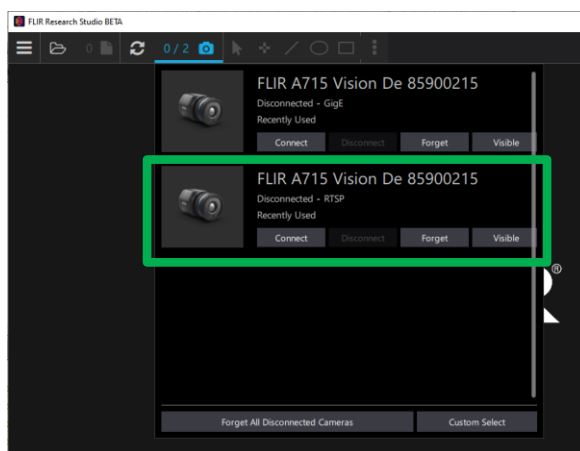 FLIR Research Studio BETA
0 0 / 2
FLIR A715 Vision De 85900215
Disconnected - GigE
Recently Used
Connect Disconnect Forget Visible
FLIR A715 Vision De 85900215
Disconnected - RTSP
Recently Used
Connect Disconnect Forget Visible
®
Forget All Disconnected Cameras Custom Select